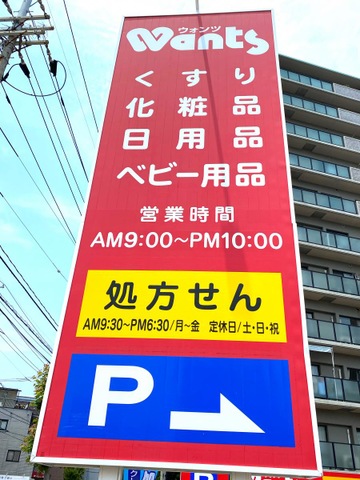 ウォンツ
Wants
くすり
化粧品
日用品
ベビー用品
営業時間
AM9:00〜PM10:00
処方せん
AM9:30〜PM6:30/月〜金 定休日/土・日・祝
P